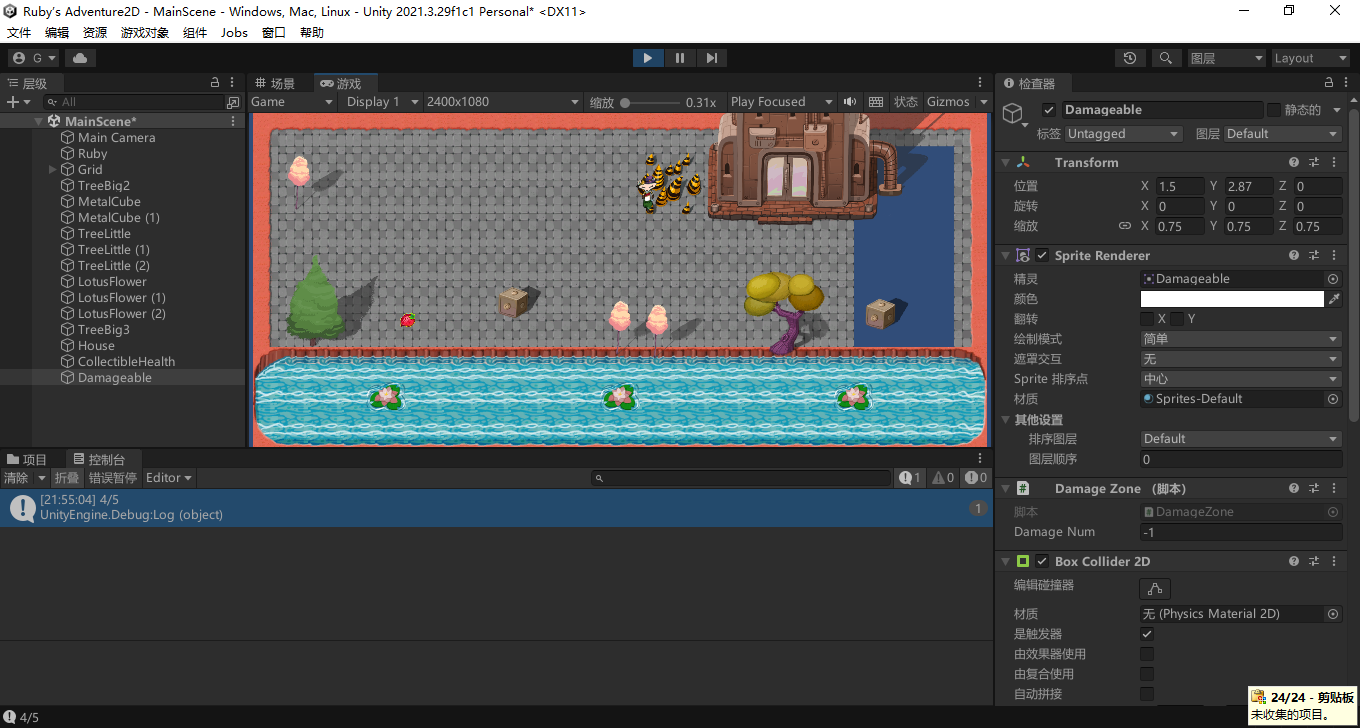 Ruby's Adventure2D - MainScene - Windows, Mac, Linux - Unity 2021.3.29f1c1 Personal* <DX11>
文件 编辑 资源 游戏对象 组件 Jobs 窗口 帮助
G 图层 Layout
层级
All
MainScene*
Main Camera
Ruby
Grid
TreeBig2
MetalCube
MetalCube (1)
TreeLittle
TreeLittle (1)
TreeLittle (2)
LotusFlower
LotusFlower (1)
LotusFlower (2)
TreeBig3
House
CollectibleHealth
Damageable
场景 游戏
Game Display 1 2400x1080 缩放 0.31x Play Focused 状态 Gizmos
项目 控制台
清除 折叠 错误暂停 Editor 1 0 0
[21:55:04] 4/5
UnityEngine.Debug:Log (object)
1
检查器
Damageable 静态的
标签 Untagged 图层 Default
Transform
位置 X 1.5 Y 2.87 Z 0
旋转 X 0 Y 0 Z 0
缩放 X 0.75 Y 0.75 Z 0.75
Sprite Renderer
精灵 Damageable
颜色
翻转 X Y
绘制模式 简单
遮罩交互 无
Sprite 排序点 中心
材质 Sprites-Default
其他设置
排序图层 Default
图层顺序 0
Damage Zone （脚本）
脚本 DamageZone
Damage Num -1
Box Collider 2D
编辑碰撞器
材质 无 (Physics Material 2D)
是触发器
由效果器使用
由复合使用
自动拼接
24/24 - 剪贴板
未收集的项目。
4/5